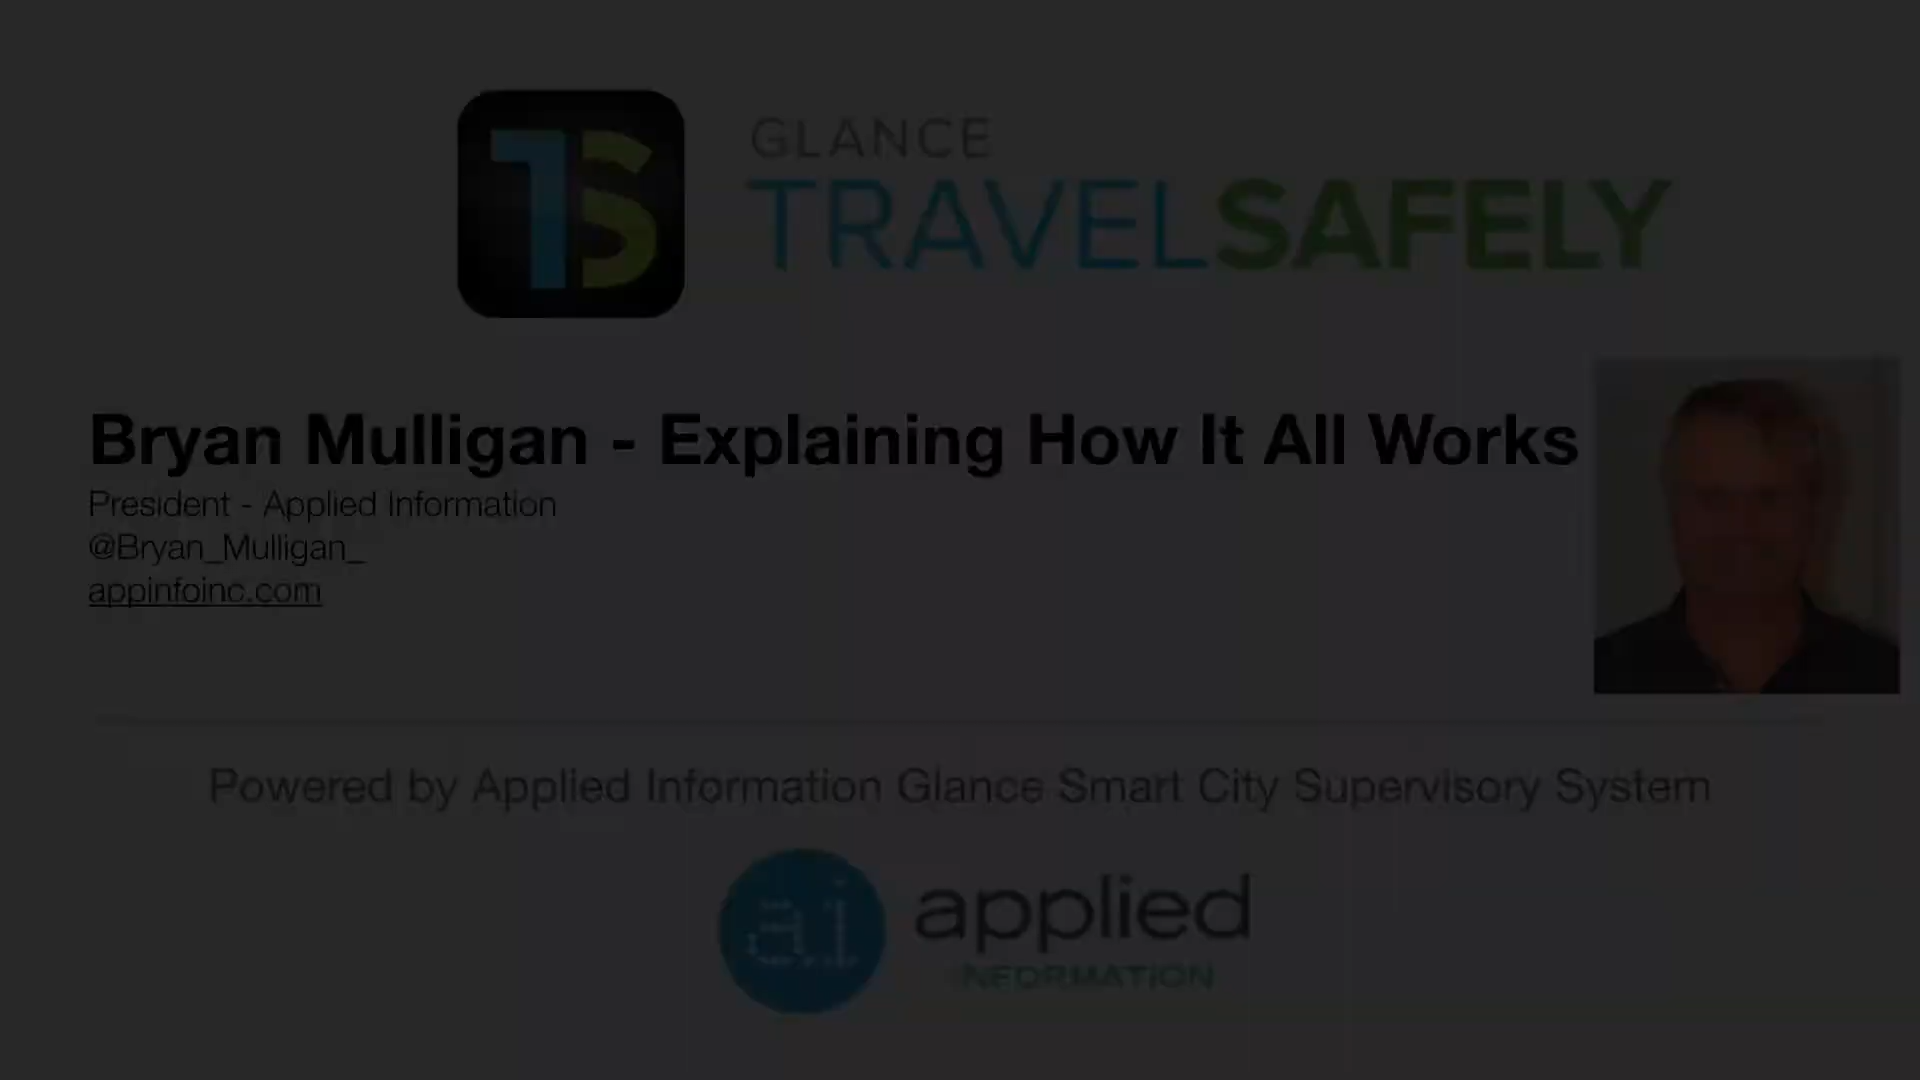 TS
GLANCE
TRAVELSAFELY
Bryan Mulligan - Explaining How It All Works
President - Applied Information
@Bryan_Mulligan_
appinfoinc.com
Powered by Applied Information Glance Smart City Supervisory System
ai
applied
INFORMATION